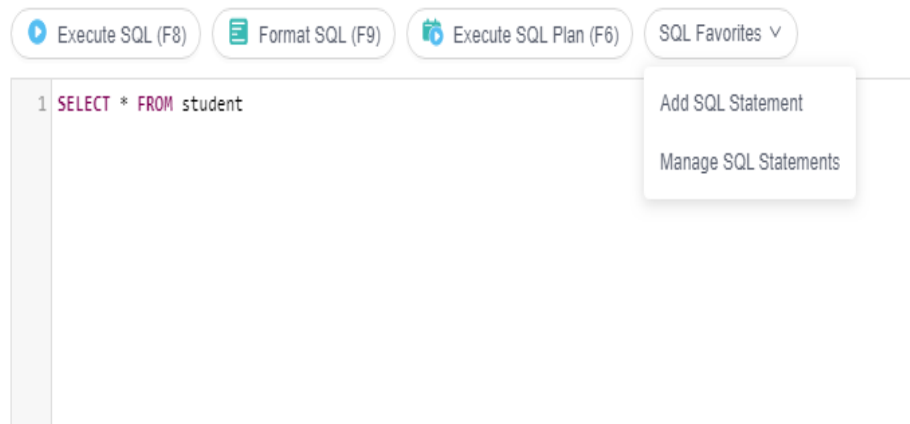 Execute SQL (F8) Format SQL (F9) Execute SQL Plan (F6) SQL Favorites
1 SELECT * FROM student
Add SQL Statement
Manage SQL Statements